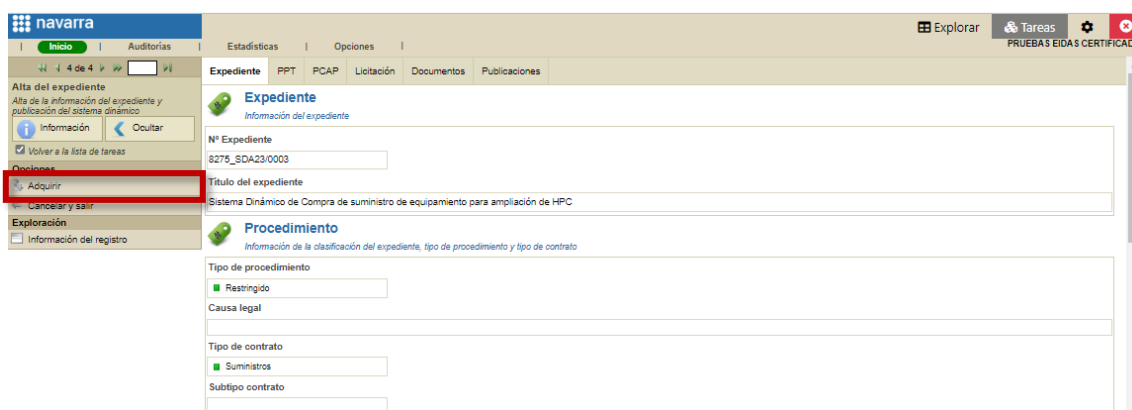 navarra
Explorar Tareas
PRUEBAS EIDAS CERTIFICAD
| Inicio | Auditorías | Estadísticas | Opciones |
4 de 4
Alta del expediente
Alta de la información del expediente y
publicación del sistema dinámico
Información Ocultar
Volver a la lista de tareas
Opciones
Adquirir
Cancelar y salir
Exploración
Información del registro
Expediente PPT PCAP Licitación Documentos Publicaciones
Expediente
Información del expediente
Nº Expediente
8275_SDA23/0003
Título del expediente
Sistema Dinámico de Compra de suministro de equipamiento para ampliación de HPC
Procedimiento
Información de la clasificación del expediente, tipo de procedimiento y tipo de contrato
Tipo de procedimiento
Restringido
Causa legal
Tipo de contrato
Suministros
Subtipo contrato